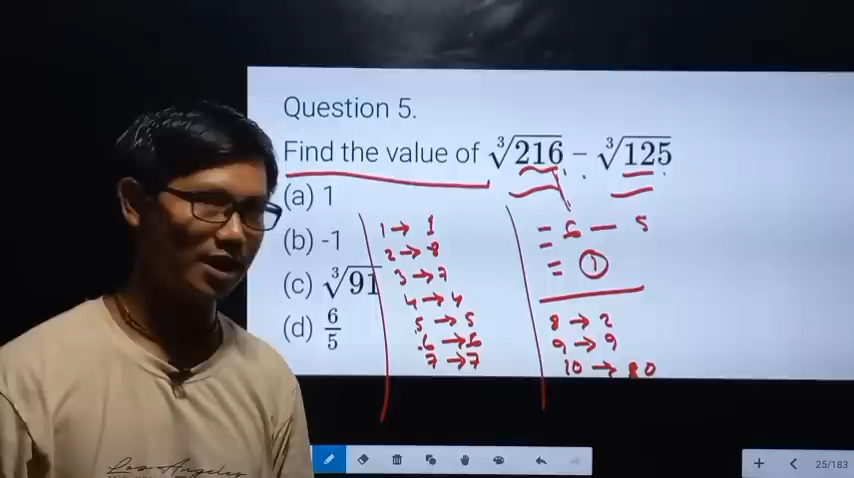 Question 5.
Find the value of ∛216 − ∛125
(a) 1
(b) -1
(c) ∛91
(d) 6/5
1 → 1
2 → 8
3 → 7
4 → 4
5 → 5
6 → 6
7 → 7
= 6 — 5
= 1
8 → 2
9 → 9
10 → 80
Los Angeles
25/183